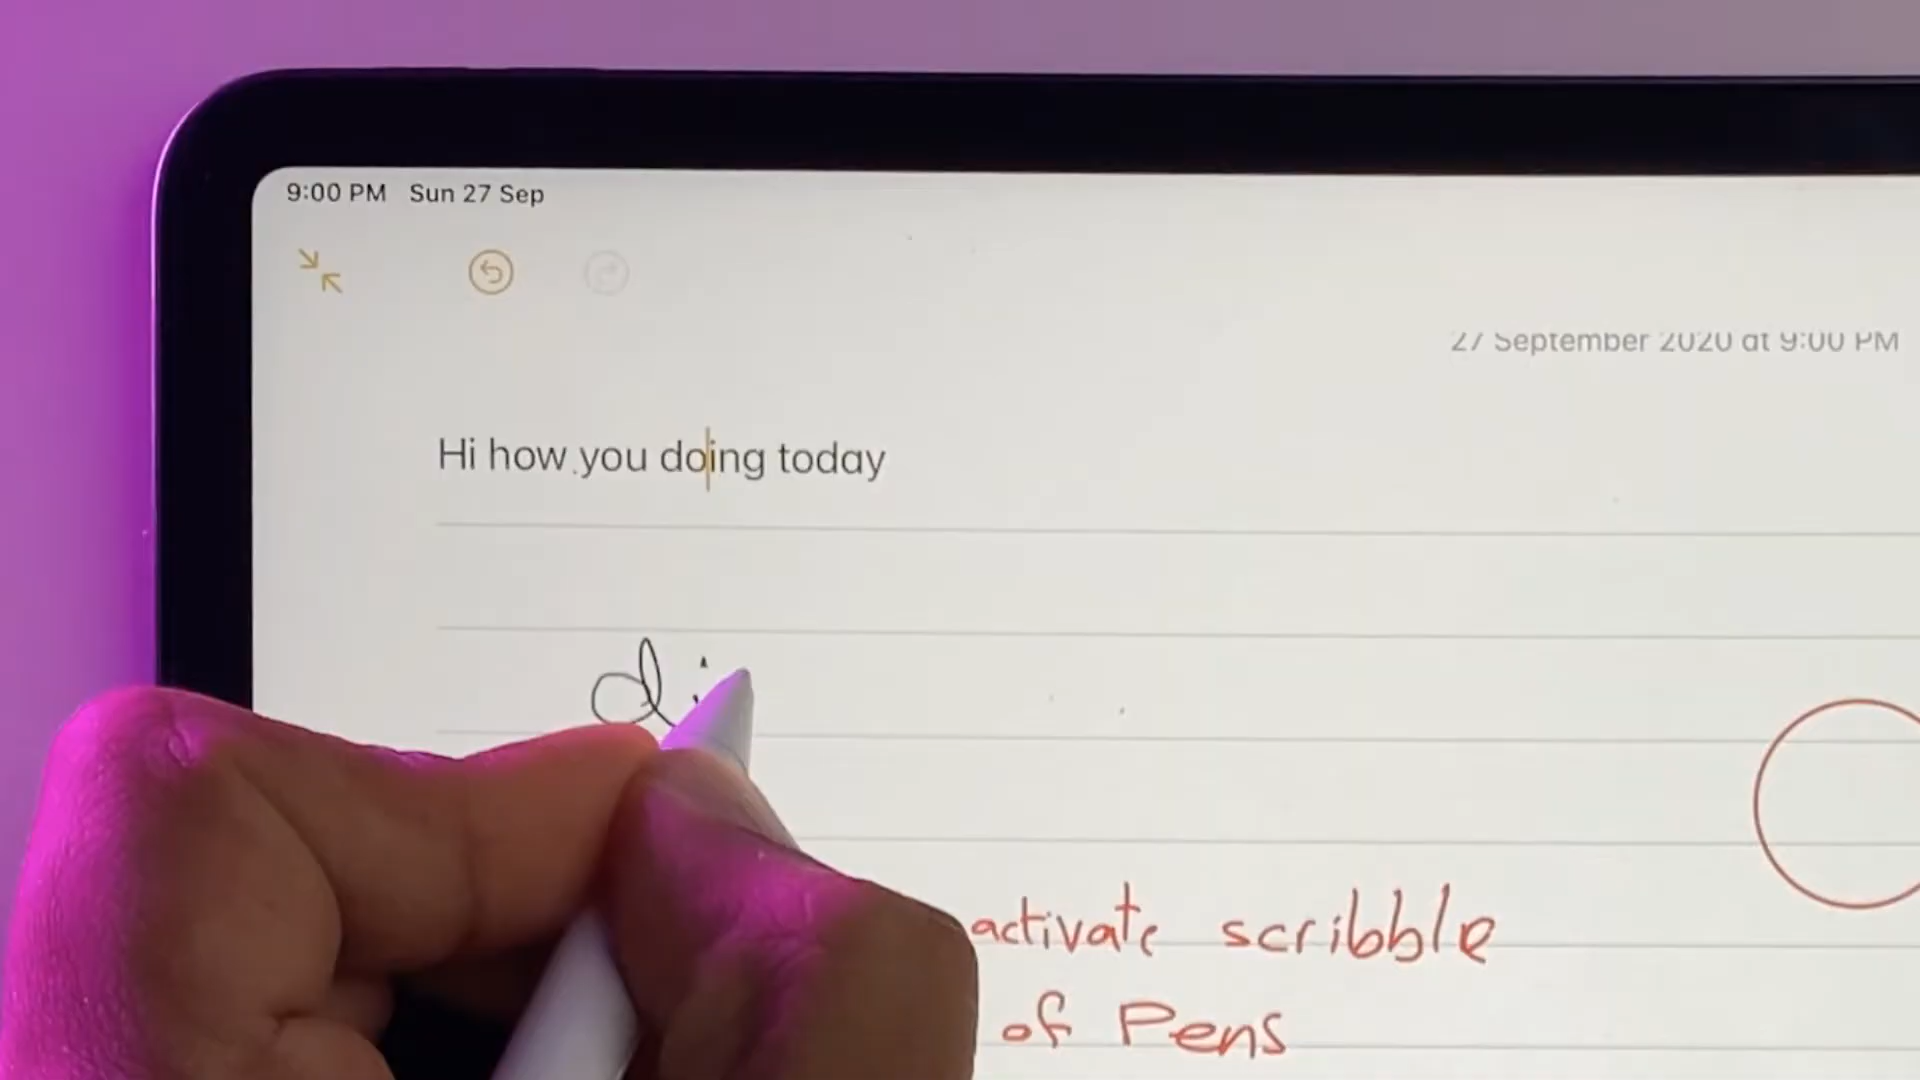 9:00 PM Sun 27 Sep
27 September 2020 at 9:00 PM
Hi how you doing today
di
activate scribble
of Pens